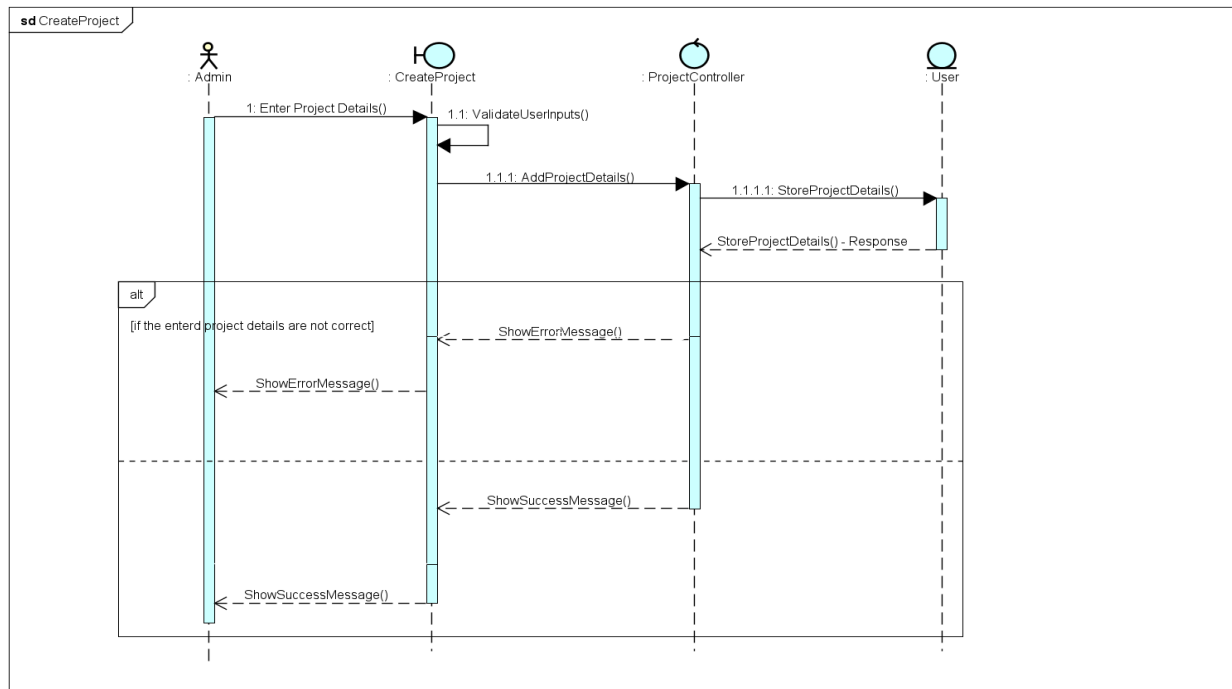 sd CreateProject
: Admin
: CreateProject
: ProjectController
: User
1: Enter Project Details()
1.1: ValidateUserInputs()
1.1.1: AddProjectDetails()
1.1.1.1: StoreProjectDetails()
StoreProjectDetails() - Response
alt
[if the enterd project details are not correct]
ShowErrorMessage()
ShowErrorMessage()
ShowSuccessMessage()
ShowSuccessMessage()